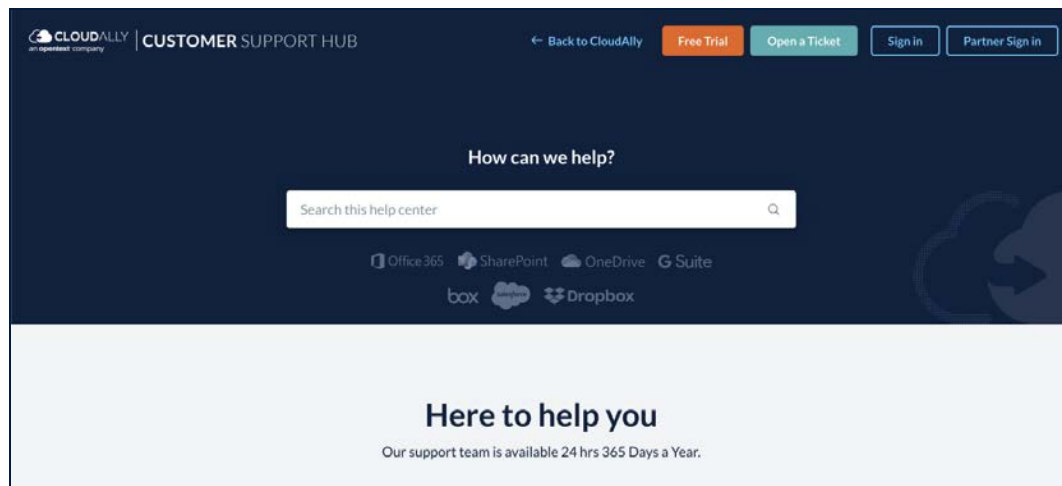 CLOUDALLY
an opentext company
CUSTOMER SUPPORT HUB
← Back to CloudAlly
Free Trial
Open a Ticket
Sign in
Partner Sign in
How can we help?
Search this help center
Office 365 SharePoint OneDrive G Suite
box salesforce Dropbox
Here to help you
Our support team is available 24 hrs 365 Days a Year.